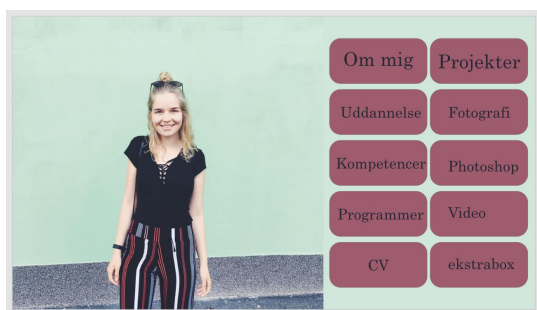 Om mig
Projekter
Uddannelse
Fotografi
Kompetencer
Photoshop
Programmer
Video
CV
ekstrabox